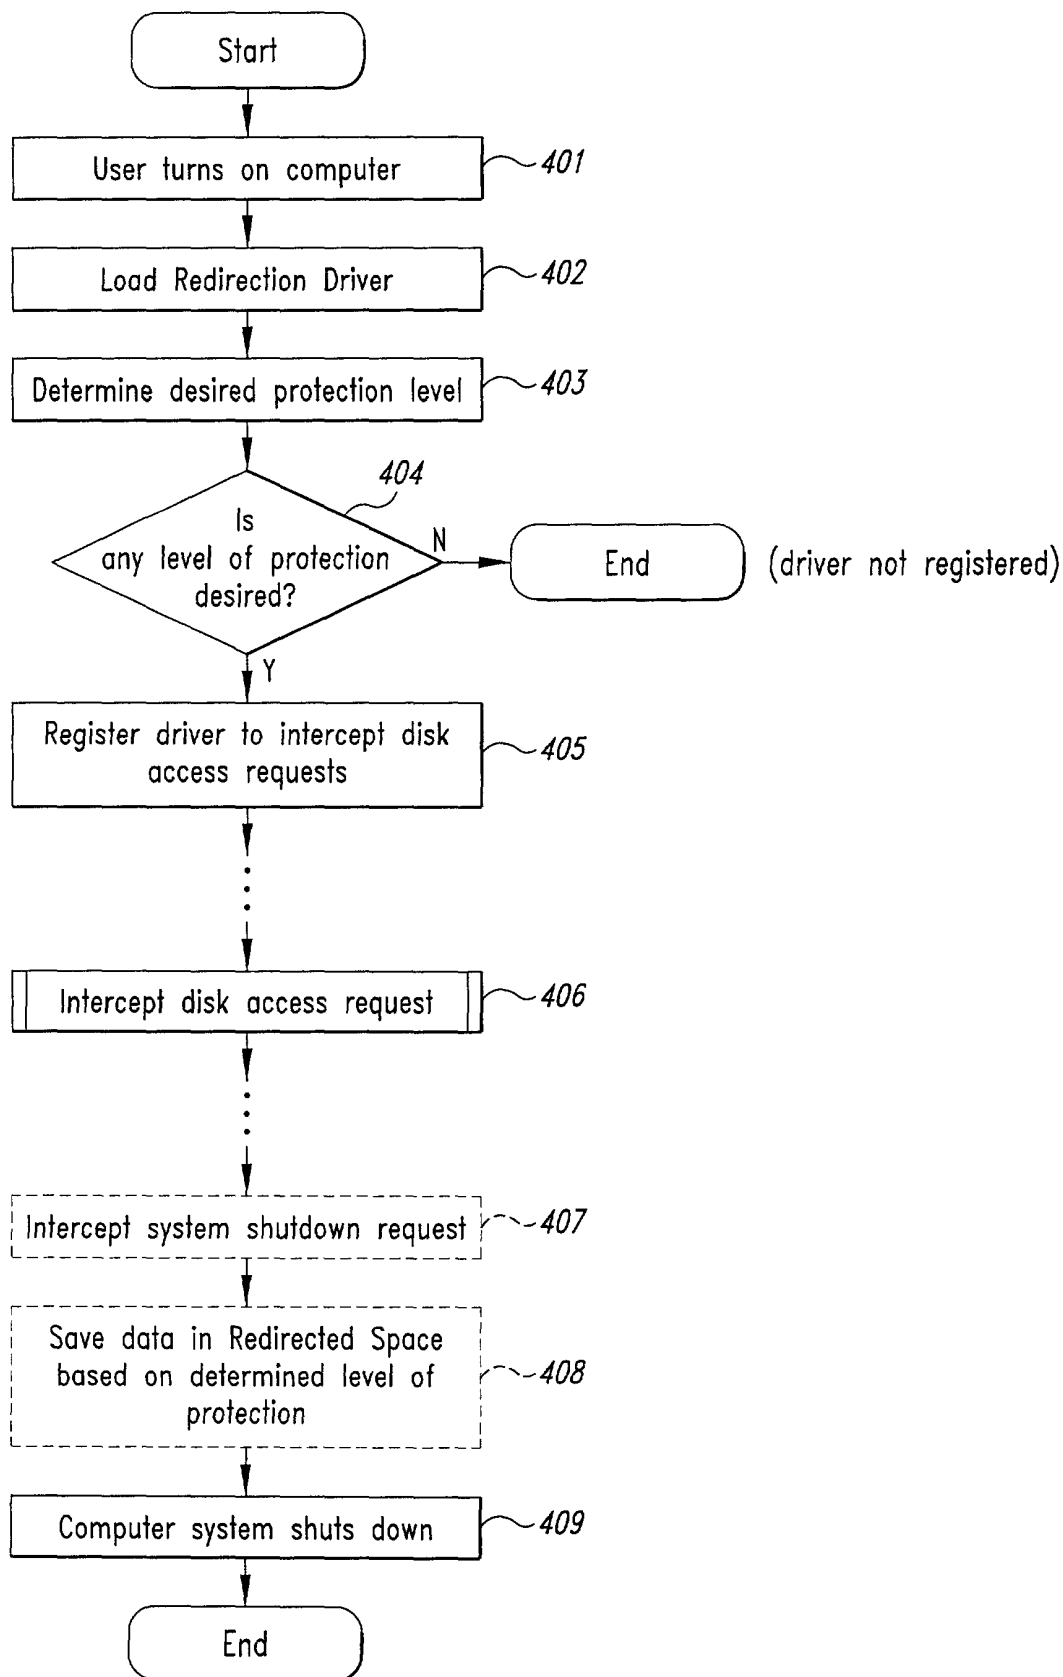 Start
User turns on computer
401
Load Redirection Driver
402
Determine desired protection level
403
404
Is
any level of protection
desired?
N
End
(driver not registered)
Y
Register driver to intercept disk
access requests
405
Intercept disk access request
406
Intercept system shutdown request
407
Save data in Redirected Space
based on determined level of
protection
408
Computer system shuts down
409
End